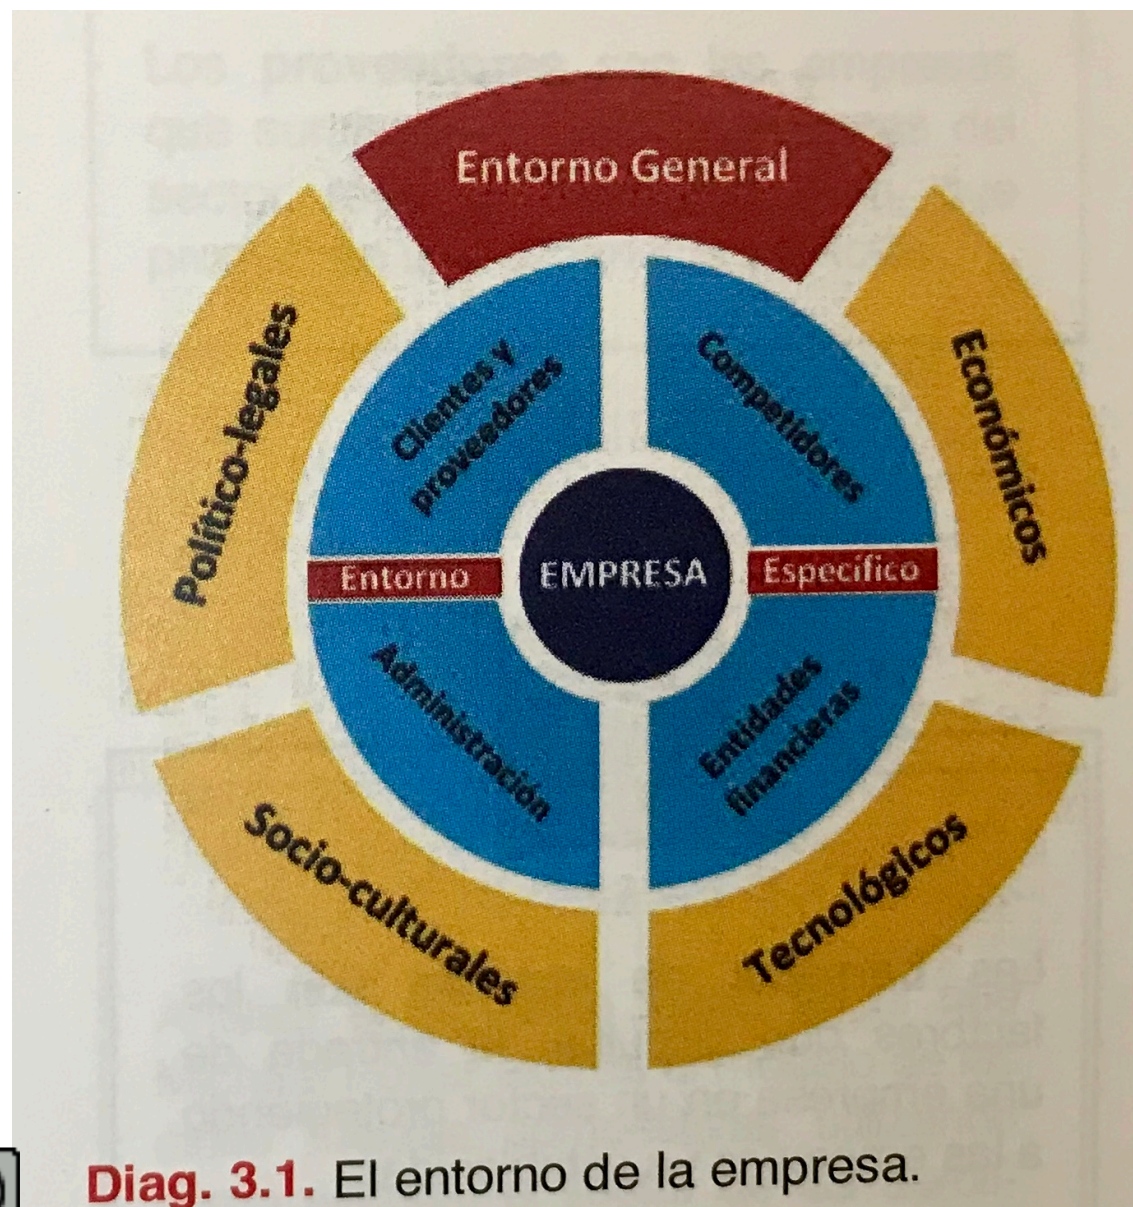 Entorno General
Político-legales
Clientes y
proveedores
Competidores
Económicos
Entorno
EMPRESA
Específico
Administración
Entidades
financieras
Socio-culturales
Tecnológicos
Diag. 3.1. El entorno de la empresa.